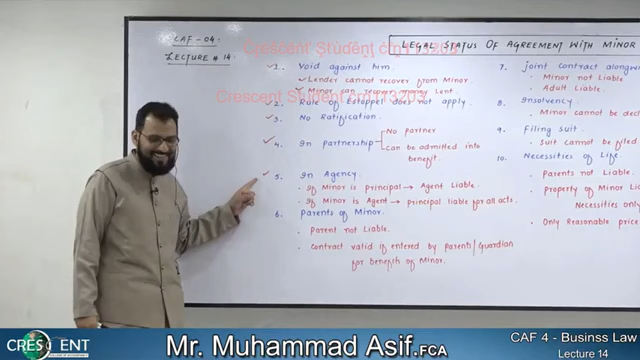 CAF - 04
LECTURE # 14
Crescent Student crn113203
LEGAL STATUS OF AGREEMENT WITH MINOR
1. Void against him.
✓ Lender cannot recover from Minor.
✓ Minor can recover money lent.
Crescent Student crn113203
2. Rule of Estoppel does not apply.
3. No Ratification.
4. In Partnership
No Partner
Can be admitted into benefit.
5. In Agency.
• If Minor is principal → Agent Liable.
• If Minor is Agent → principal liable for all acts.
6. Parents of Minor.
• Parent not Liable.
• Contract valid if entered by Parents/Guardian
for benefit of Minor.
7. Joint Contract along
• Minor not Liable
• Adult Liable.
8. Insolvency.
• Minor cannot be
9. Filing Suit.
• Suit cannot be filed
10. Necessities of Life.
• Parents not Liable.
• Property of Minor
Necessities only
• Only Reasonable price
CRESCENT
Mr. Muhammad Asif.FCA
CAF 4 - Businss Law
Lecture 14